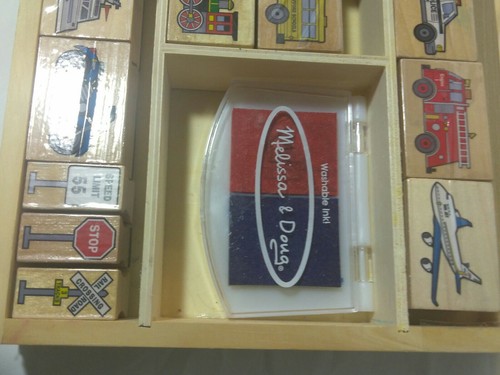 Melissa & Doug®
Washable Ink!
SPEED
LIMIT
55
STOP
RAILROAD
CROSSING